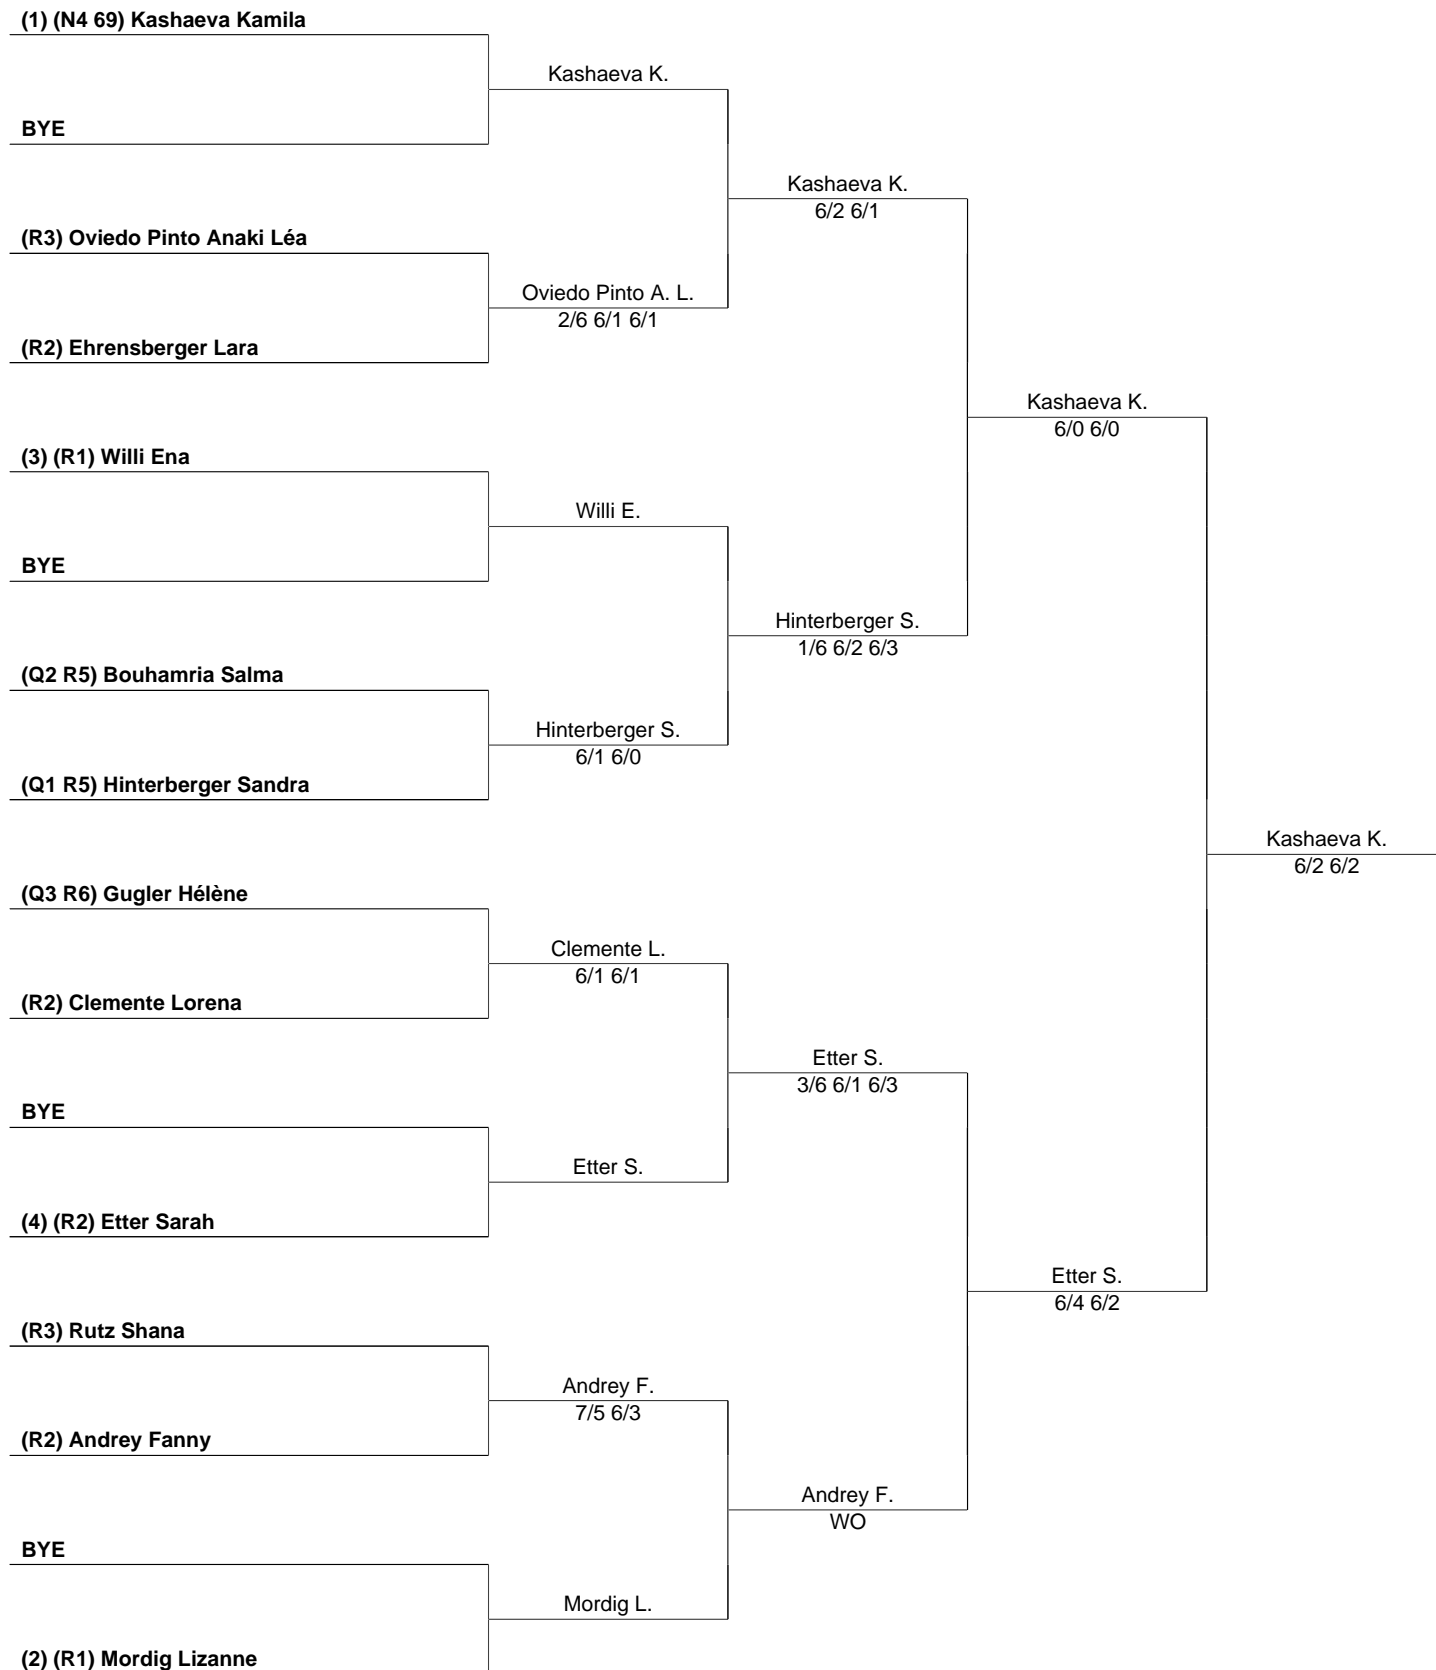 (1) (N4 69) Kashaeva Kamila
Kashaeva K.
BYE
Kashaeva K.
6/2 6/1
(R3) Oviedo Pinto Anaki Léa
Oviedo Pinto A. L.
2/6 6/1 6/1
(R2) Ehrensberger Lara
Kashaeva K.
6/0 6/0
(3) (R1) Willi Ena
Willi E.
BYE
Hinterberger S.
1/6 6/2 6/3
(Q2 R5) Bouhamria Salma
Hinterberger S.
6/1 6/0
(Q1 R5) Hinterberger Sandra
Kashaeva K.
6/2 6/2
(Q3 R6) Gugler Hélène
Clemente L.
6/1 6/1
(R2) Clemente Lorena
Etter S.
3/6 6/1 6/3
BYE
Etter S.
(4) (R2) Etter Sarah
Etter S.
6/4 6/2
(R3) Rutz Shana
Andrey F.
7/5 6/3
(R2) Andrey Fanny
Andrey F.
WO
BYE
Mordig L.
(2) (R1) Mordig Lizanne